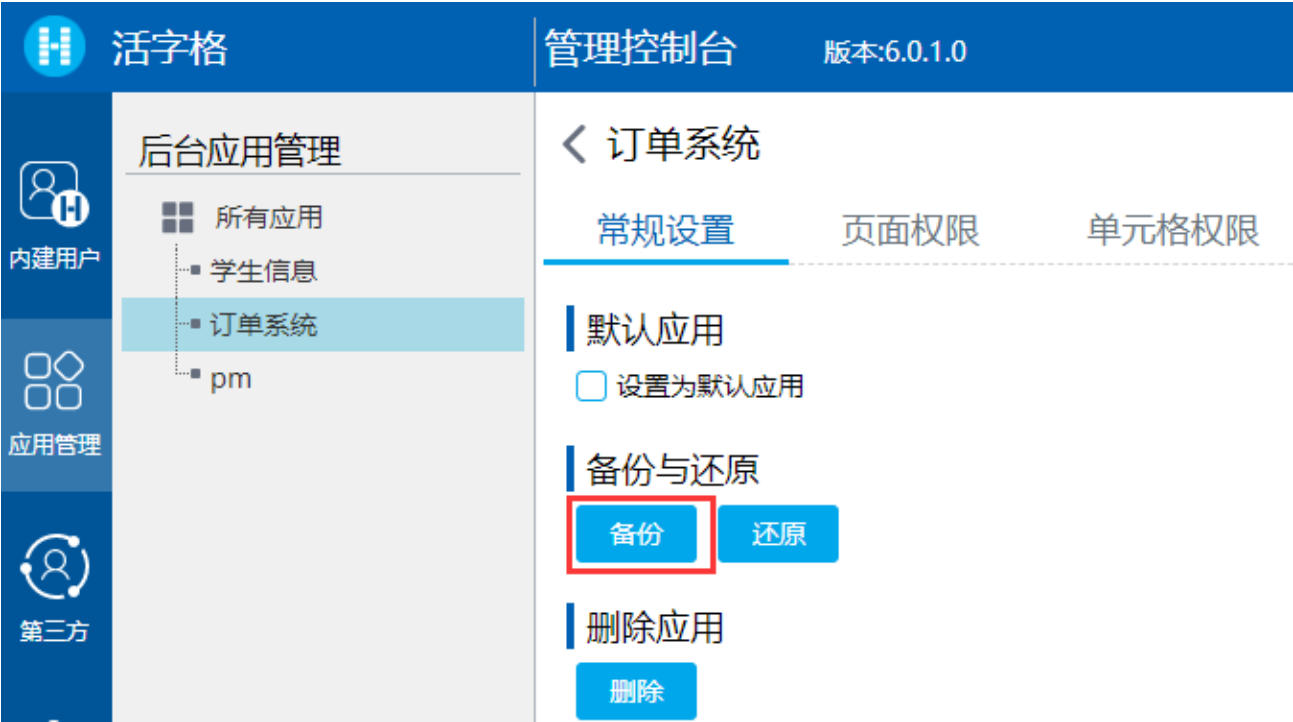 活字格
管理控制台 版本:6.0.1.0
内建用户
应用管理
第三方
后台应用管理
所有应用
学生信息
订单系统
pm
订单系统
常规设置 页面权限 单元格权限
默认应用
设置为默认应用
备份与还原
备份 还原
删除应用
删除